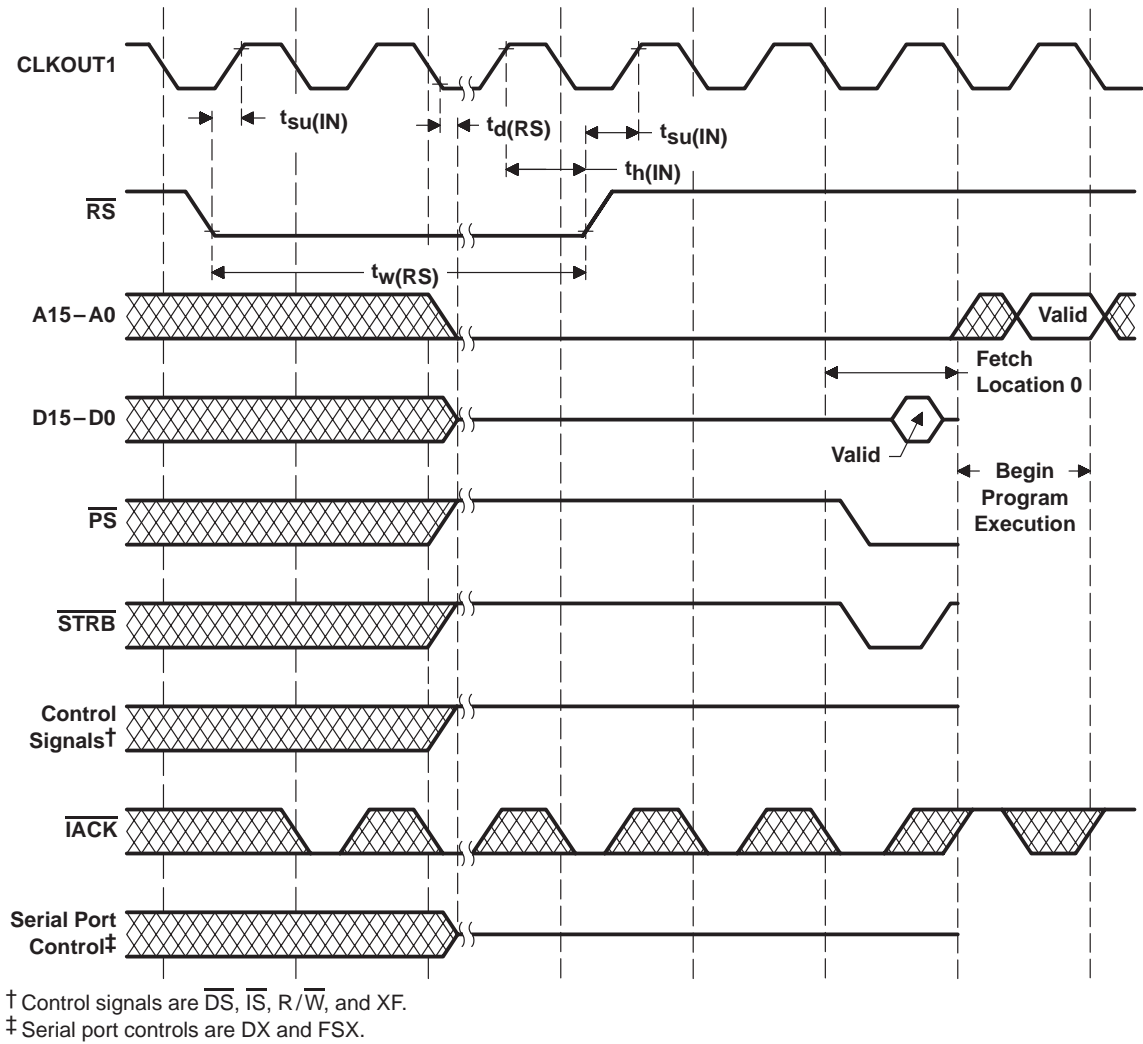 CLKOUT1
tsu(IN)
td(RS)
tsu(IN)
th(IN)
RS
tw(RS)
A15–A0
Valid
Fetch
Location 0
D15–D0
Valid
Begin
Program
Execution
PS
STRB
Control
Signals†
IACK
Serial Port
Control‡
† Control signals are DS, IS, R/W, and XF.
‡ Serial port controls are DX and FSX.